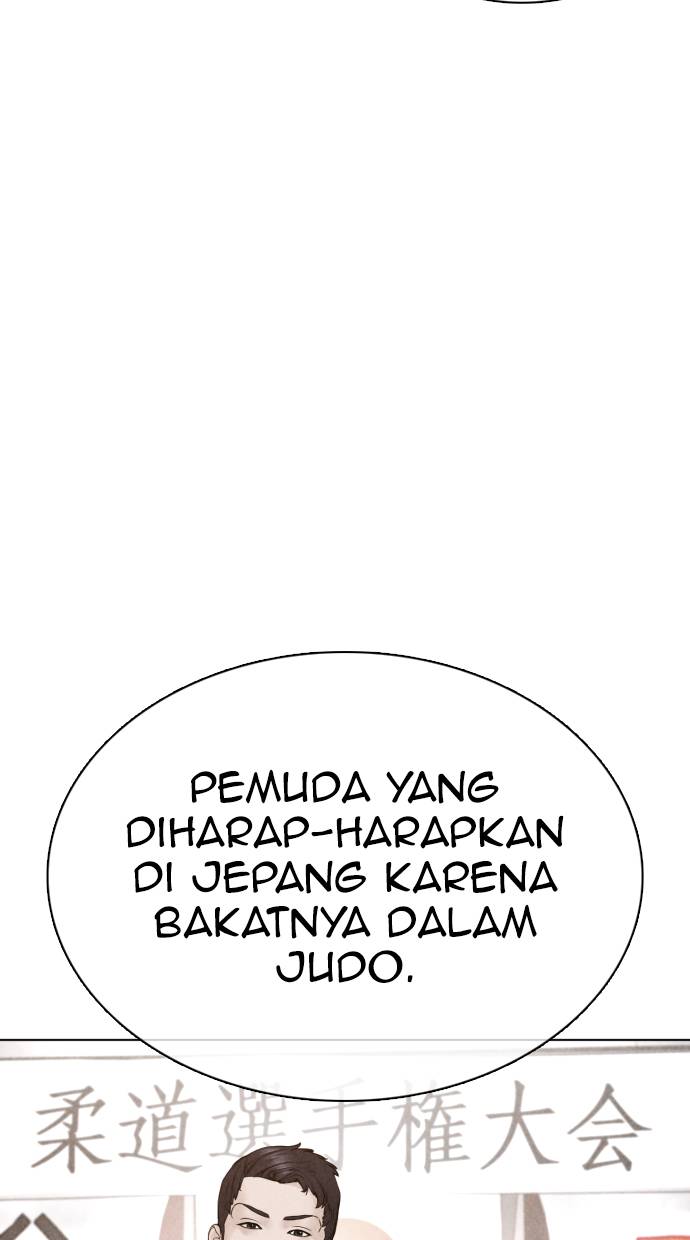 PEMUDA YANG
DIHARAP-HARAPKAN
DI JEPANG KARENA
BAKATNYA DALAM
JUDO.
柔道選手権大会